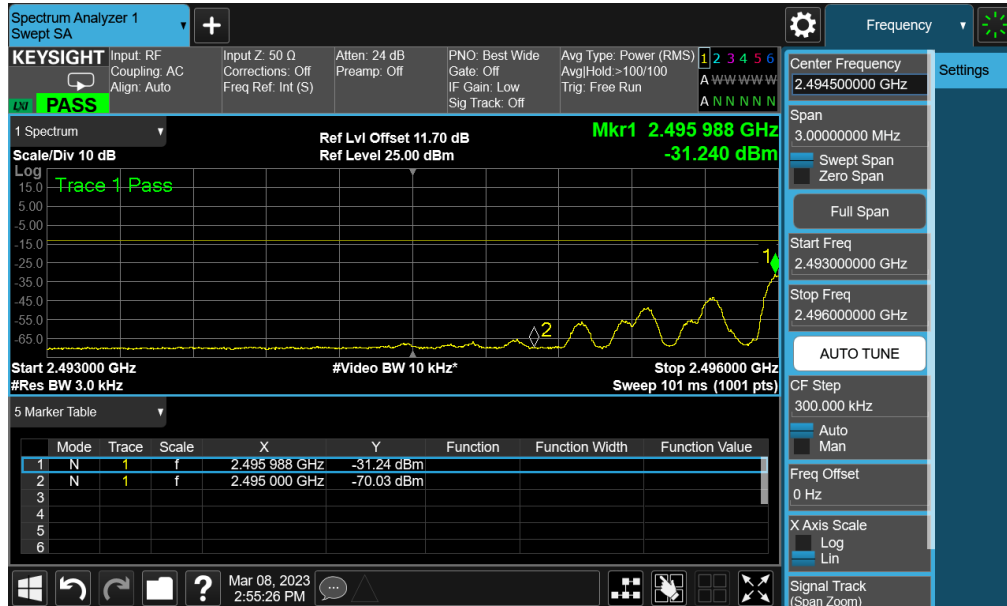 Spectrum Analyzer 1
Swept SA
+
Frequency
KEYSIGHT
Input: RF
Coupling: AC
Align: Auto
Input Z: 50 Ω
Corrections: Off
Freq Ref: Int (S)
Atten: 24 dB
Preamp: Off
PNO: Best Wide
Gate: Off
IF Gain: Low
Sig Track: Off
Avg Type: Power (RMS)
Avg|Hold:>100/100
Trig: Free Run
1 2 3 4 5 6
A W W W W W
A N N N N N
LXI PASS
1 Spectrum
Scale/Div 10 dB
Ref Lvl Offset 11.70 dB
Ref Level 25.00 dBm
Mkr1 2.495 988 GHz
-31.240 dBm
Log
Trace 1 Pass
15.0
5.00
-5.00
-15.0
-25.0
-35.0
-45.0
-55.0
-65.0
1
2
Start 2.493000 GHz
#Video BW 10 kHz*
Stop 2.496000 GHz
#Res BW 3.0 kHz
Sweep 101 ms (1001 pts)
5 Marker Table
Mode Trace Scale X Y Function Function Width Function Value
1 N 1 f 2.495 988 GHz -31.24 dBm
2 N 1 f 2.495 000 GHz -70.03 dBm
3
4
5
6
Center Frequency
2.494500000 GHz
Settings
Span
3.00000000 MHz
Swept Span
Zero Span
Full Span
Start Freq
2.493000000 GHz
Stop Freq
2.496000000 GHz
AUTO TUNE
CF Step
300.000 kHz
Auto
Man
Freq Offset
0 Hz
X Axis Scale
Log
Lin
Signal Track
(Span Zoom)
?
Mar 08, 2023
2:55:26 PM